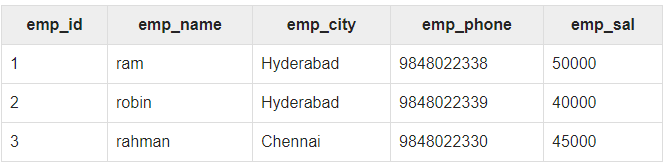 emp_id emp_name emp_city emp_phone emp_sal
1 ram Hyderabad 9848022338 50000
2 robin Hyderabad 9848022339 40000
3 rahman Chennai 9848022330 45000